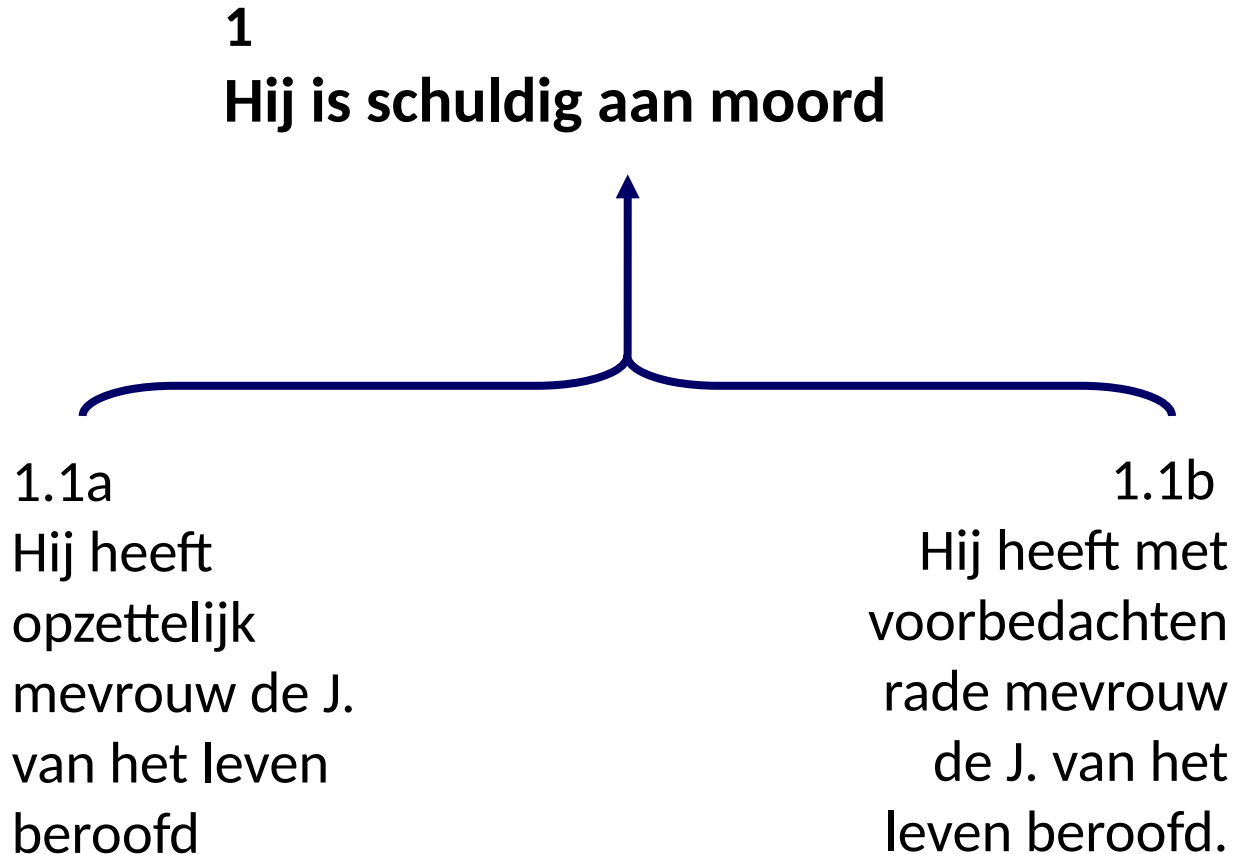 1
Hij is schuldig aan moord
1.1a
Hij heeft
opzettelijk
mevrouw de J.
van het leven
beroofd
1.1b
Hij heeft met
voorbedachten
rade mevrouw
de J. van het
leven beroofd.